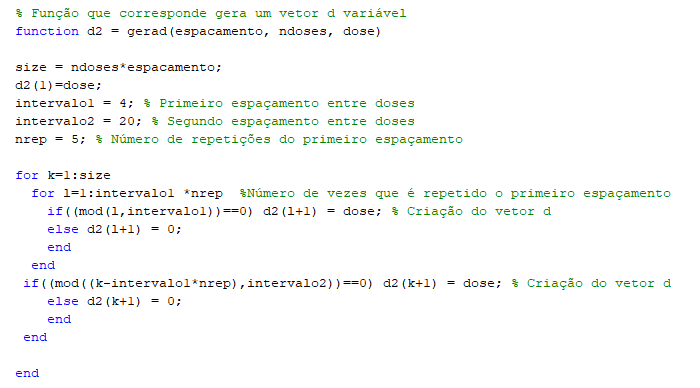 % Função que corresponde gera um vetor d variável
function d2 = gerad(espacamento, ndoses, dose)
size = ndoses*espacamento;
d2(1)=dose;
intervalo1 = 4; % Primeiro espaçamento entre doses
intervalo2 = 20; % Segundo espaçamento entre doses
nrep = 5; % Número de repetições do primeiro espaçamento
for k=1:size
for l=1:intervalo1 *nrep %Número de vezes que é repetido o primeiro espaçamento
if((mod(l,intervalo1))==0) d2(l+1) = dose; % Criação do vetor d
else d2(l+1) = 0;
end
end
if((mod((k-intervalo1*nrep),intervalo2))==0) d2(k+1) = dose; % Criação do vetor d
else d2(k+1) = 0;
end
end
end